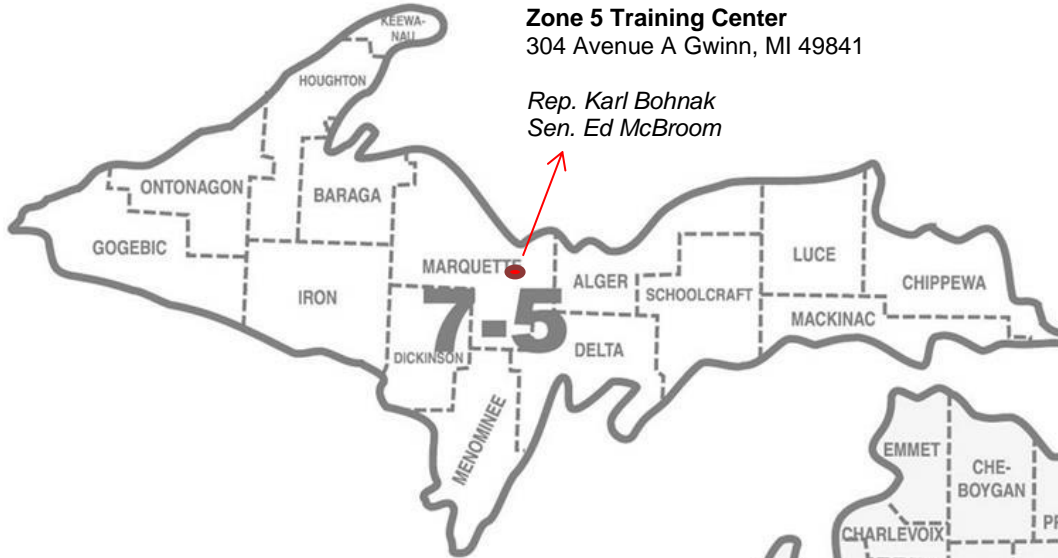 Zone 5 Training Center
304 Avenue A Gwinn, MI 49841
Rep. Karl Bohnak
Sen. Ed McBroom
KEEWA-
NAU
HOUGHTON
ONTONAGON
BARAGA
GOGEBIC
MARQUETTE
IRON
7-5
DICKINSON
MENOMINEE
ALGER
DELTA
SCHOOLCRAFT
LUCE
MACKINAC
CHIPPEWA
EMMET
CHE-
BOYGAN
CHARLEVOIX
PR